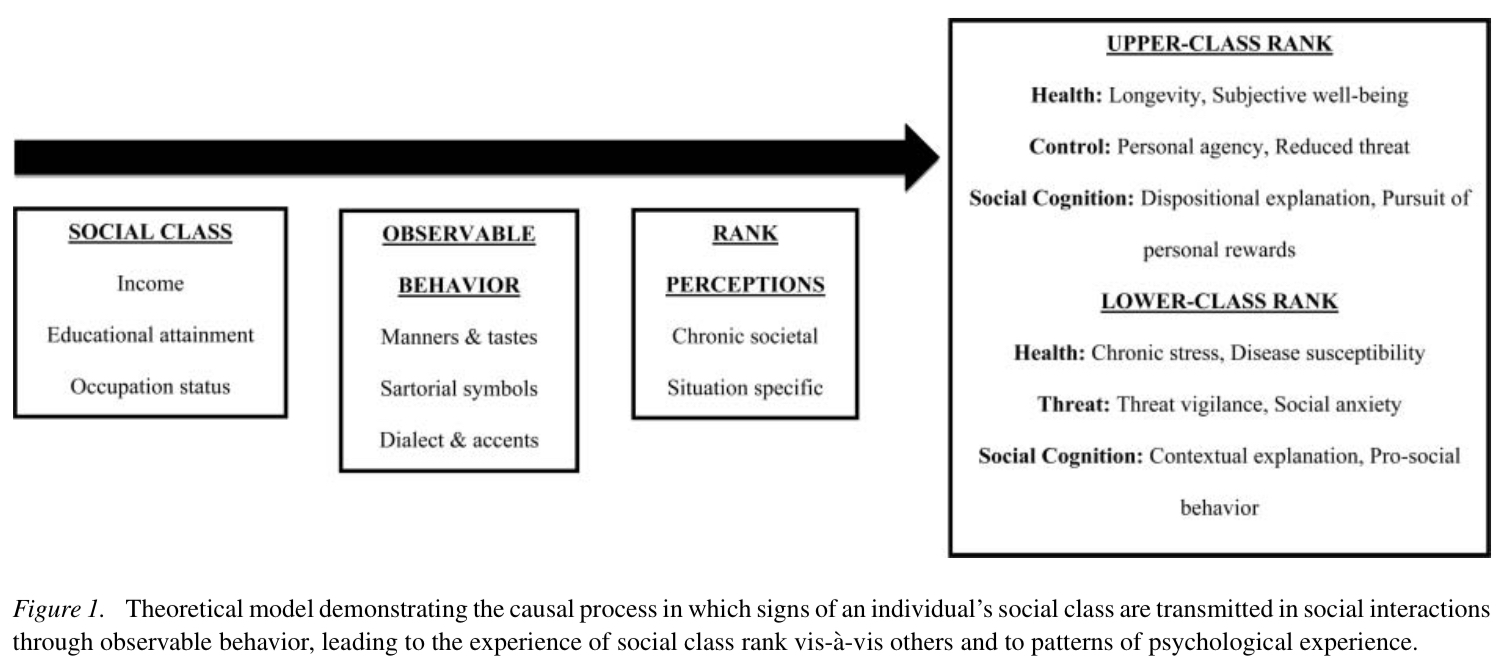 SOCIAL CLASS
Income
Educational attainment
Occupation status
OBSERVABLE
BEHAVIOR
Manners & tastes
Sartorial symbols
Dialect & accents
RANK
PERCEPTIONS
Chronic societal
Situation specific
UPPER-CLASS RANK
Health: Longevity, Subjective well-being
Control: Personal agency, Reduced threat
Social Cognition: Dispositional explanation, Pursuit of
personal rewards
LOWER-CLASS RANK
Health: Chronic stress, Disease susceptibility
Threat: Threat vigilance, Social anxiety
Social Cognition: Contextual explanation, Pro-social
behavior
Figure 1. Theoretical model demonstrating the causal process in which signs of an individual's social class are transmitted in social interactions
through observable behavior, leading to the experience of social class rank vis-à-vis others and to patterns of psychological experience.